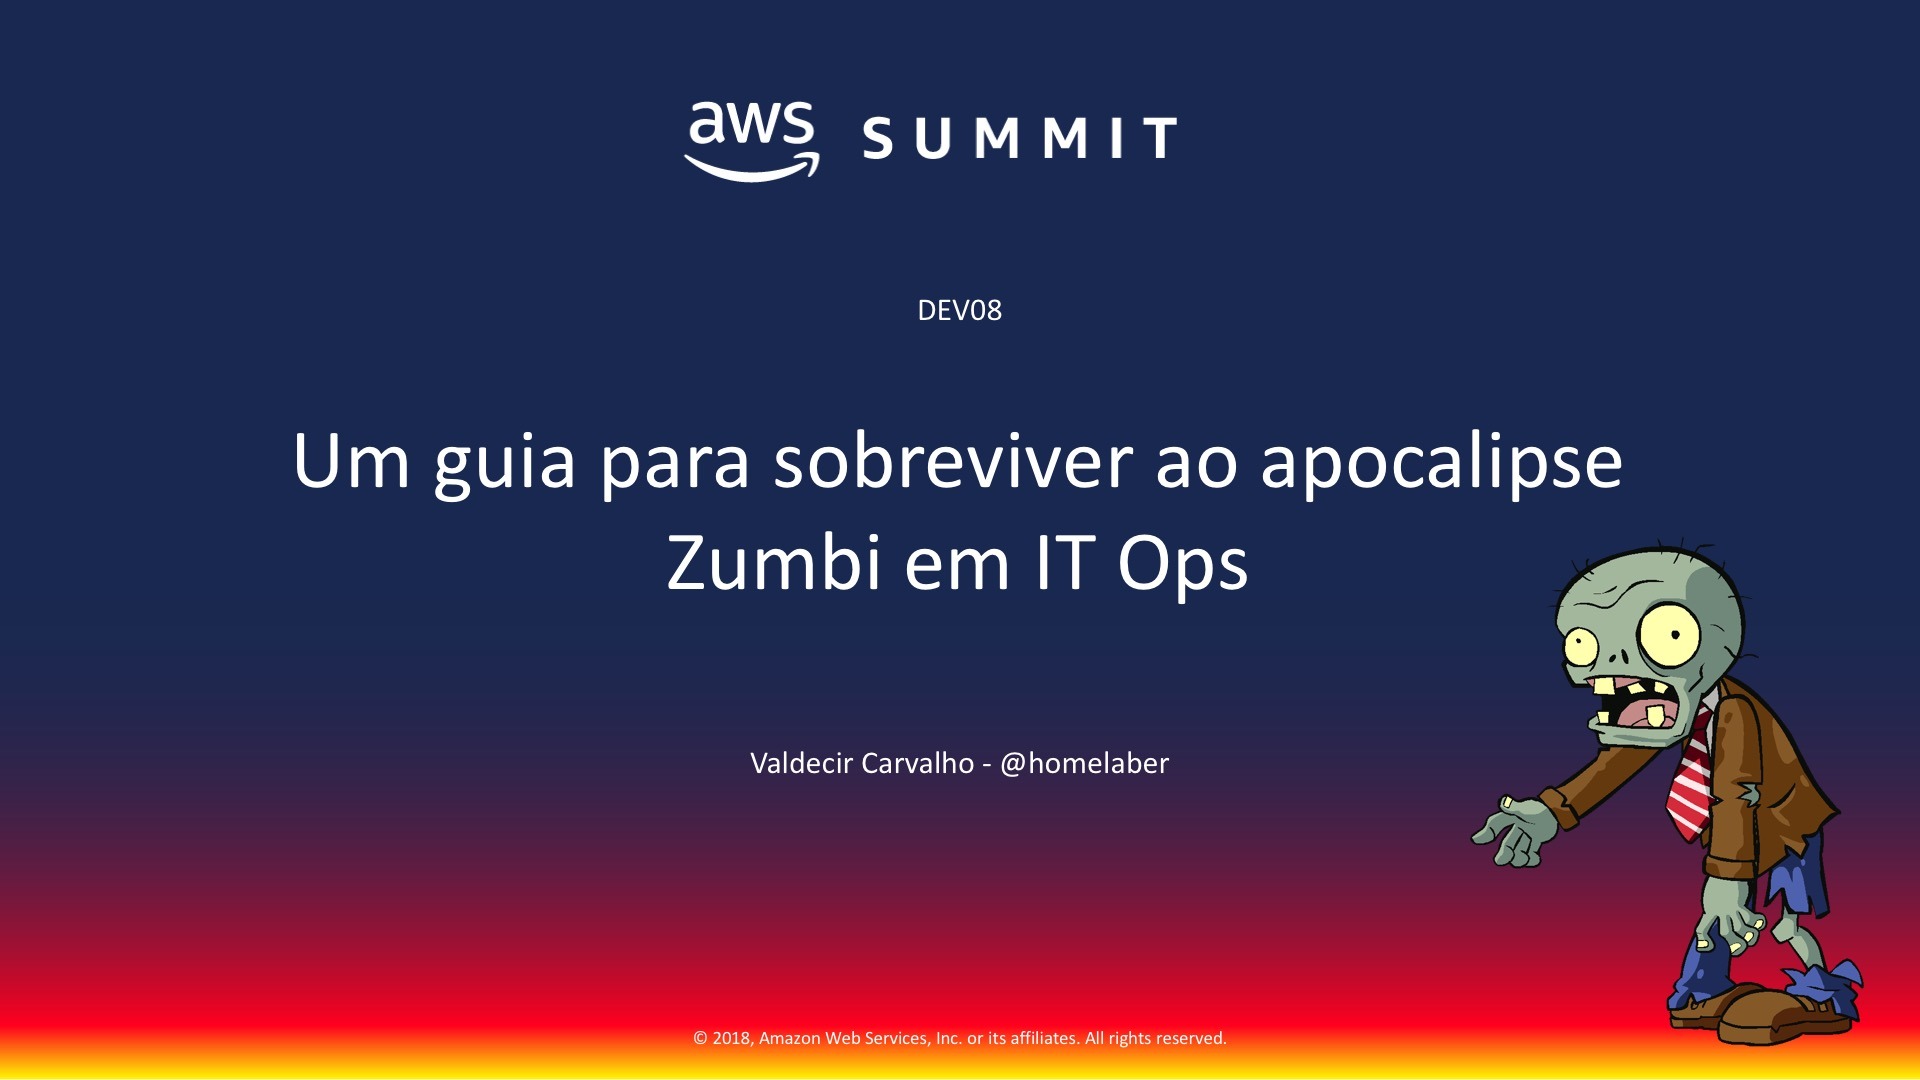 aws SUMMIT
DEV08
Um guia para sobreviver ao apocalipse
Zumbi em IT Ops
Valdecir Carvalho - @homelaber
© 2018, Amazon Web Services, Inc. or its affiliates. All rights reserved.